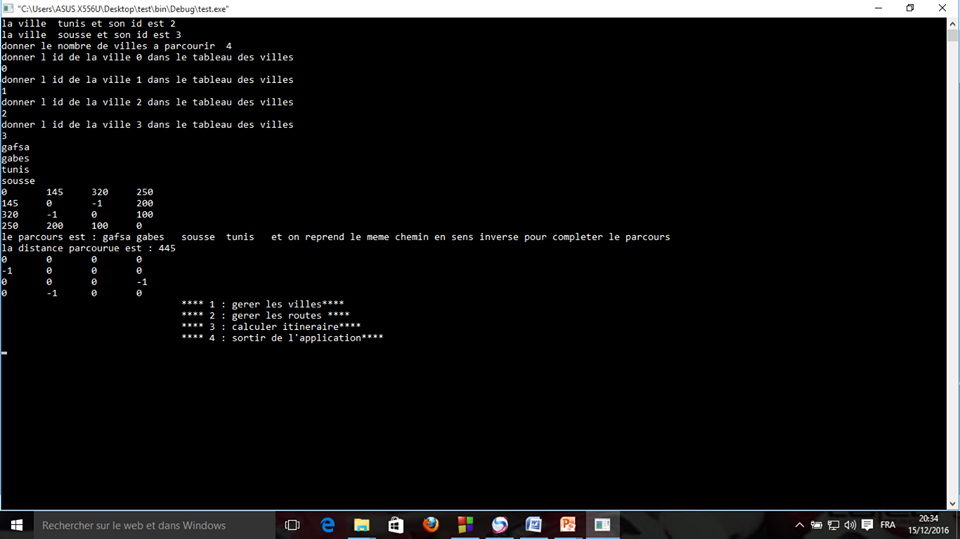 "C:\Users\ASUS X556U\Desktop\test\bin\Debug\test.exe"
la ville  tunis et son id est 2
la ville  sousse et son id est 3
donner le nombre de villes a parcourir  4
donner l id de la ville 0 dans le tableau des villes
0
donner l id de la ville 1 dans le tableau des villes
1
donner l id de la ville 2 dans le tableau des villes
2
donner l id de la ville 3 dans le tableau des villes
3
gafsa
gabes
tunis
sousse
0       145     320     250
145     0       -1      200
320     -1      0       100
250     200     100     0
le parcours est : gafsa gabes   sousse  tunis   et on reprend le meme chemin en sens inverse pour completer le parcours
la distance parcourue est : 445
0       0       0       0
-1      0       0       0
0       0       0       -1
0       -1      0       0
**** 1 : gerer les villes****
**** 2 : gerer les routes ****
**** 3 : calculer itineraire****
**** 4 : sortir de l'application****
Rechercher sur le web et dans Windows
FRA
20:34
15/12/2016